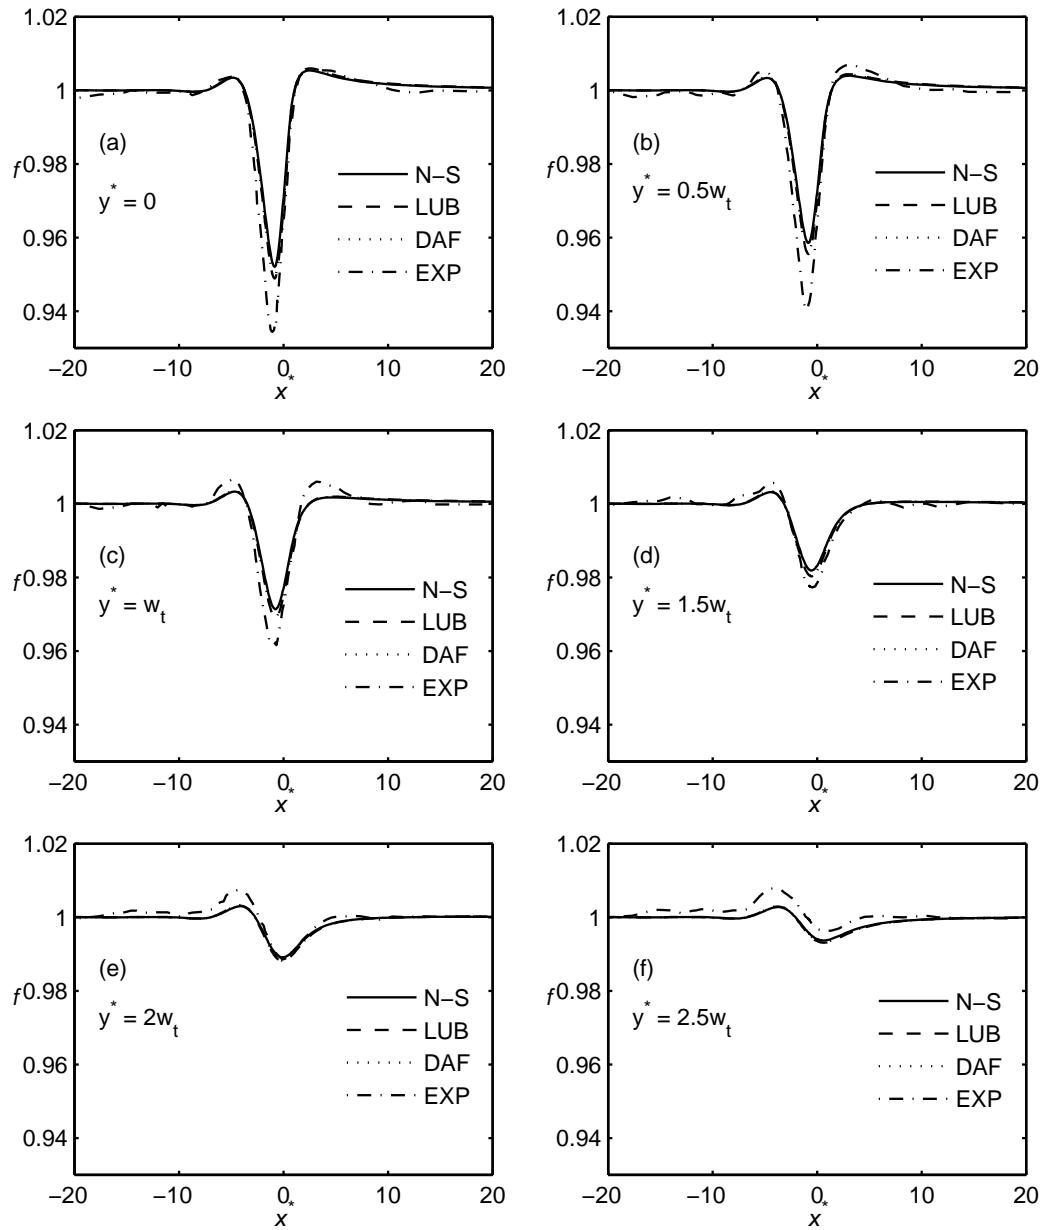 1.02
1
0.98
0.96
0.94
f
(a)
y* = 0
N−S
LUB
DAF
EXP
−20 −10 0 10 20
x*
1.02
1
0.98
0.96
0.94
f
(b)
y* = 0.5w_t
N−S
LUB
DAF
EXP
−20 −10 0 10 20
x*
1.02
1
0.98
0.96
0.94
f
(c)
y* = w_t
N−S
LUB
DAF
EXP
−20 −10 0 10 20
x*
1.02
1
0.98
0.96
0.94
f
(d)
y* = 1.5w_t
N−S
LUB
DAF
EXP
−20 −10 0 10 20
x*
1.02
1
0.98
0.96
0.94
f
(e)
y* = 2w_t
N−S
LUB
DAF
EXP
−20 −10 0 10 20
x*
1.02
1
0.98
0.96
0.94
f
(f)
y* = 2.5w_t
N−S
LUB
DAF
EXP
−20 −10 0 10 20
x*